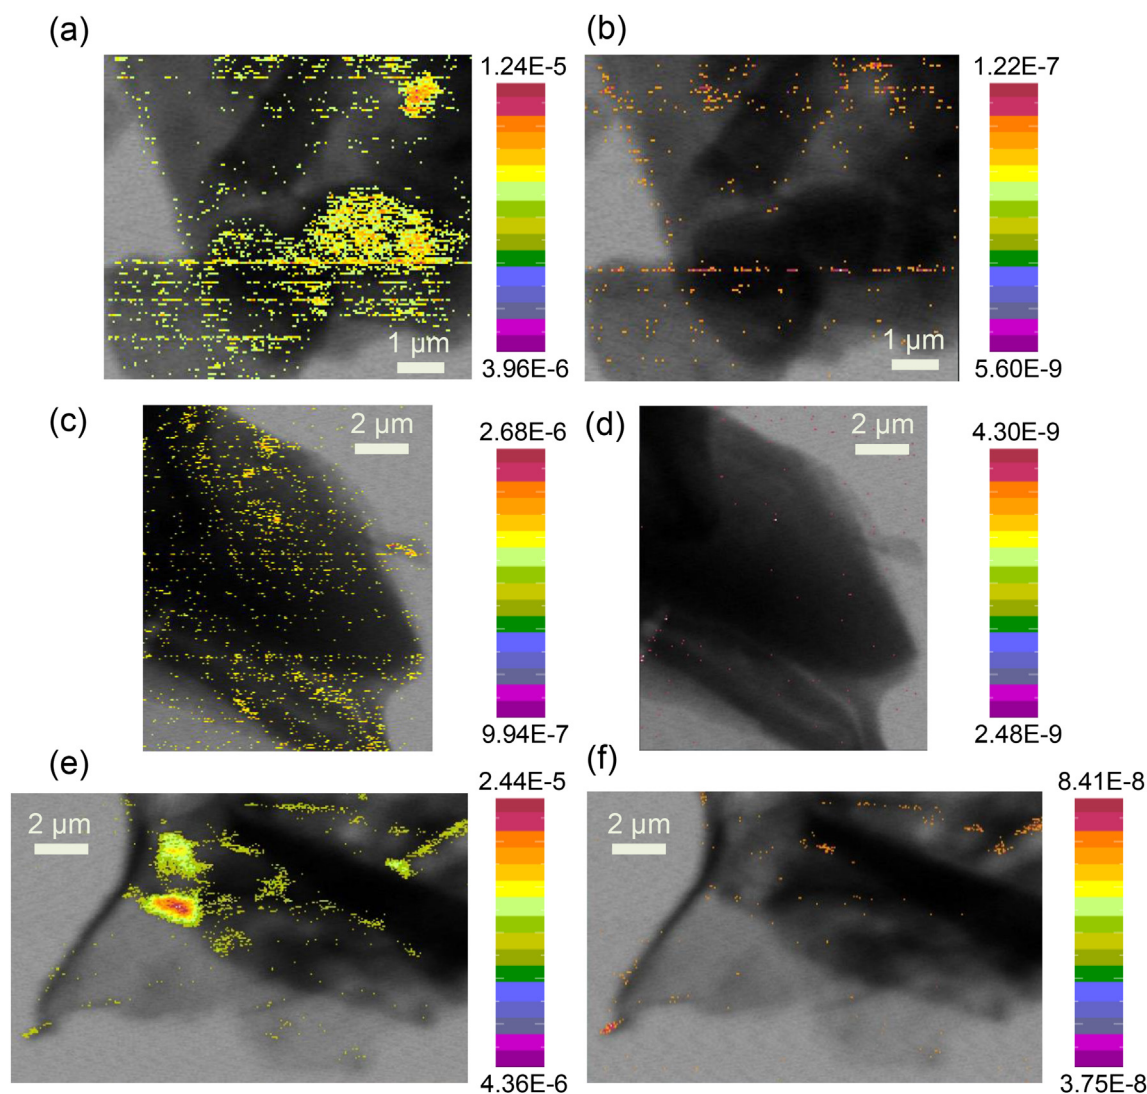 (a)
(b)
1.24E-5
1.22E-7
1 µm
1 µm
3.96E-6
5.60E-9
(c)
2 µm
2.68E-6
(d)
2 µm
4.30E-9
9.94E-7
2.48E-9
(e)
2.44E-5
(f)
8.41E-8
2 µm
2 µm
4.36E-6
3.75E-8